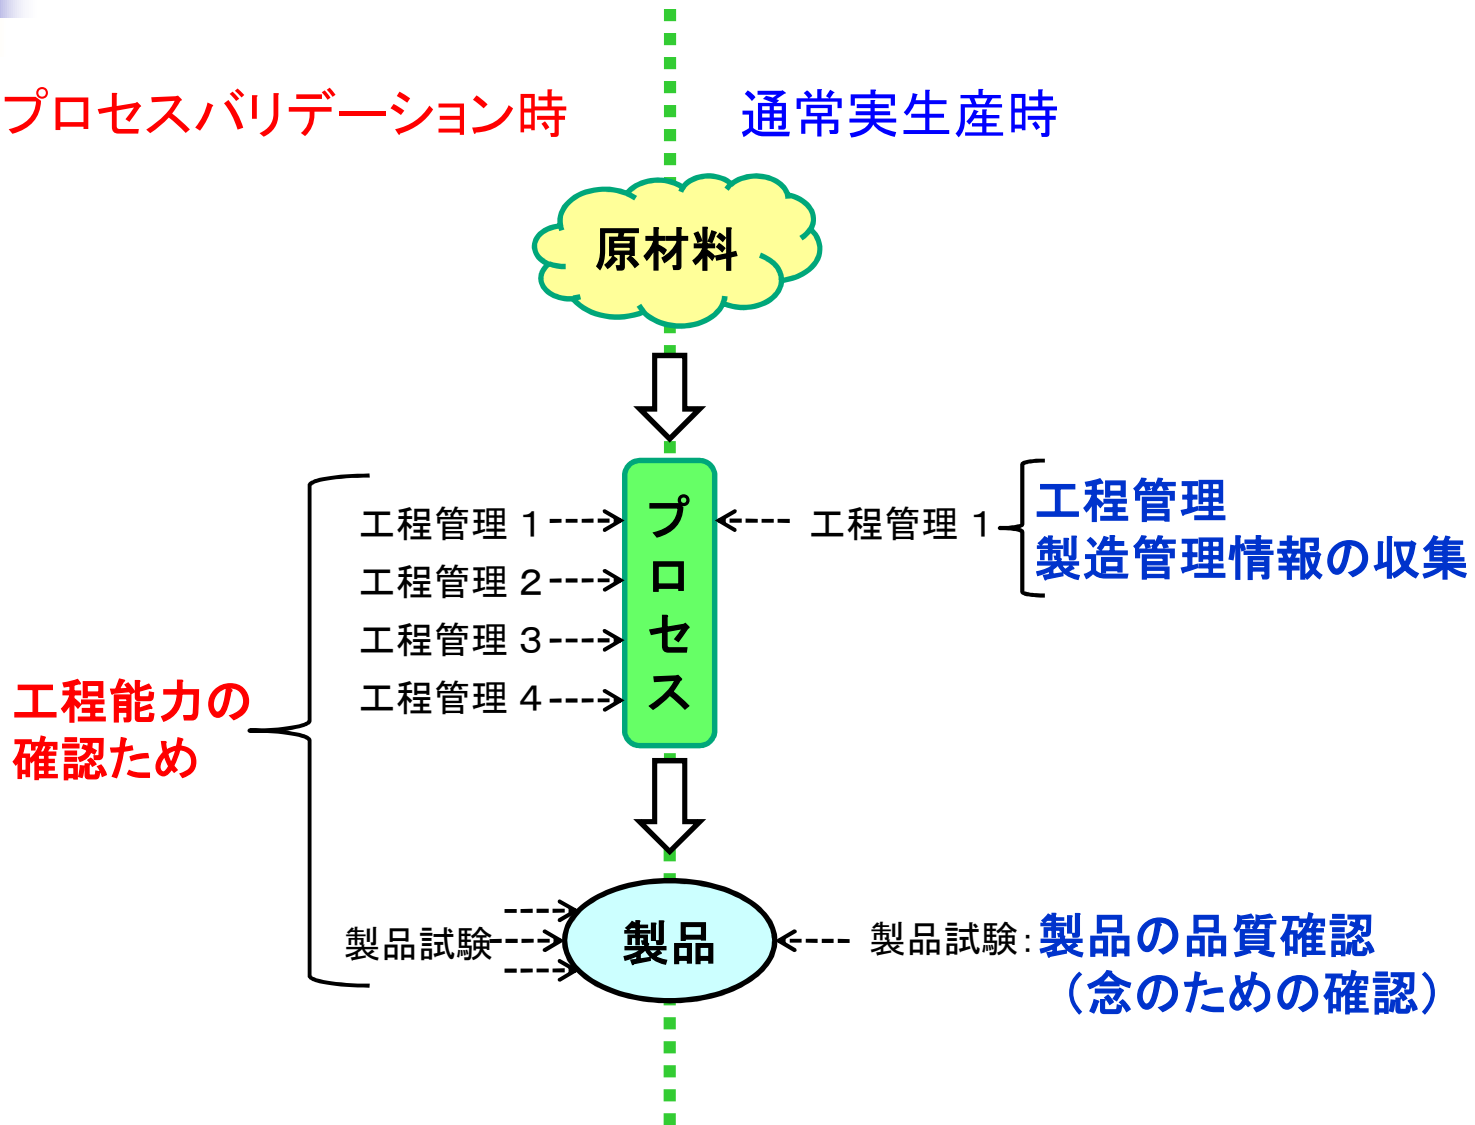 プロセスバリデーション時
通常実生産時
原材料
工程管理 1
工程管理 2
工程管理 3
工程管理 4
プロセス
工程管理 1
工程管理
製造管理情報の収集
工程能力の
確認ため
製品試験
製品
製品試験:製品の品質確認
（念のための確認）